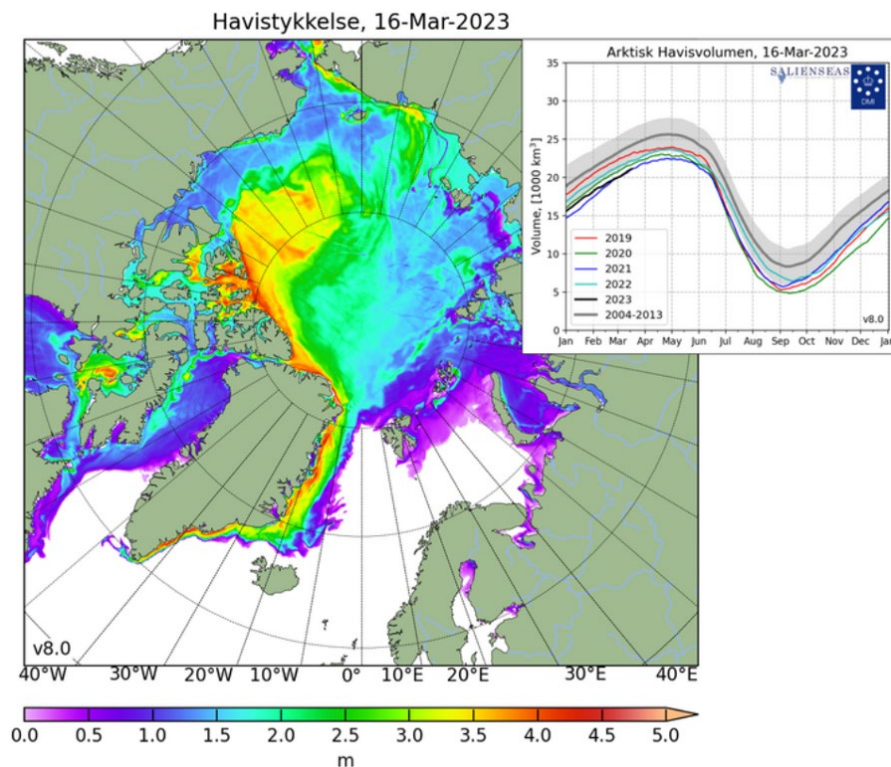 Havistykkelse, 16-Mar-2023
Arktisk Havisvolumen, 16-Mar-2023
SALIENSEAS
DMI
Volume, [1000 km³]
35
30
25
20
15
10
5
0
2019
2020
2021
2022
2023
2004-2013
v8.0
Jan Feb Mar Apr May Jun Jul Aug Sep Oct Nov Dec Jan
v8.0
40°W 30°W 20°W 10°W 0° 10°E 20°E 30°E 40°E
0.0 0.5 1.0 1.5 2.0 2.5 3.0 3.5 4.0 4.5 5.0
m